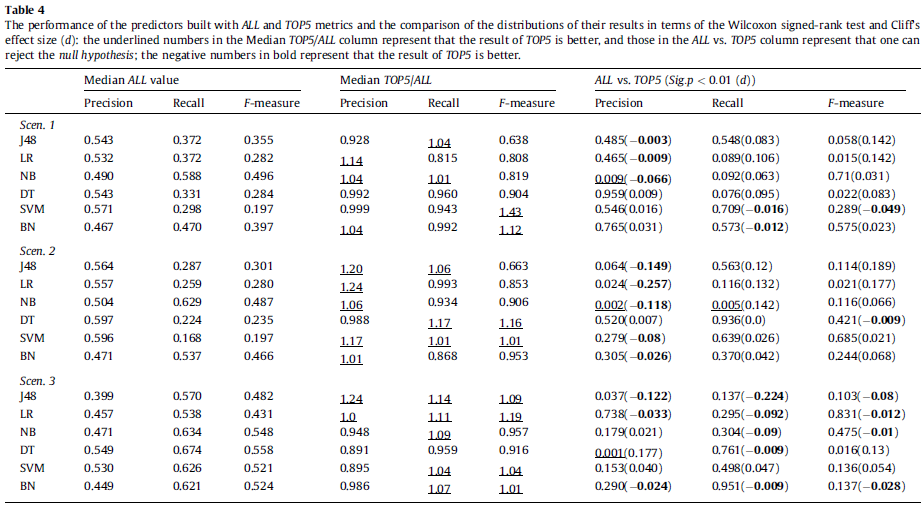 Table 4
The performance of the predictors built with ALL and TOP5 metrics and the comparison of the distributions of their results in terms of the Wilcoxon signed-rank test and Cliff's
effect size (d): the underlined numbers in the Median TOP5/ALL column represent that the result of TOP5 is better, and those in the ALL vs. TOP5 column represent that one can
reject the null hypothesis; the negative numbers in bold represent that the result of TOP5 is better.
Median ALL value Median TOP5/ALL ALL vs. TOP5 (Sig.p < 0.01 (d))
Precision Recall F-measure Precision Recall F-measure Precision Recall F-measure
Scen. 1
J48 0.543 0.372 0.355 0.928 1.04 0.638 0.485(−0.003) 0.548(0.083) 0.058(0.142)
LR 0.532 0.372 0.282 1.14 0.815 0.808 0.465(−0.009) 0.089(0.106) 0.015(0.142)
NB 0.490 0.588 0.496 1.04 1.01 0.819 0.009(−0.066) 0.092(0.063) 0.71(0.031)
DT 0.543 0.331 0.284 0.992 0.960 0.904 0.959(0.009) 0.076(0.095) 0.022(0.083)
SVM 0.571 0.298 0.197 0.999 0.943 1.43 0.546(0.016) 0.709(−0.016) 0.289(−0.049)
BN 0.467 0.470 0.397 1.04 0.992 1.12 0.765(0.031) 0.573(−0.012) 0.575(0.023)
Scen. 2
J48 0.564 0.287 0.301 1.20 1.06 0.663 0.064(−0.149) 0.563(0.12) 0.114(0.189)
LR 0.557 0.259 0.280 1.24 0.993 0.853 0.024(−0.257) 0.116(0.132) 0.021(0.177)
NB 0.504 0.629 0.487 1.06 0.934 0.906 0.002(−0.118) 0.005(0.142) 0.116(0.066)
DT 0.597 0.224 0.235 0.988 1.17 1.16 0.520(0.007) 0.936(0.0) 0.421(−0.009)
SVM 0.596 0.168 0.197 1.17 1.01 1.01 0.279(−0.08) 0.639(0.026) 0.685(0.021)
BN 0.471 0.537 0.466 1.01 0.868 0.953 0.305(−0.026) 0.370(0.042) 0.244(0.068)
Scen. 3
J48 0.399 0.570 0.482 1.24 1.14 1.09 0.037(−0.122) 0.137(−0.224) 0.103(−0.08)
LR 0.457 0.538 0.431 1.0 1.11 1.19 0.738(−0.033) 0.295(−0.092) 0.831(−0.012)
NB 0.471 0.634 0.548 0.948 1.09 0.957 0.179(0.021) 0.304(−0.09) 0.475(−0.01)
DT 0.549 0.674 0.558 0.891 0.959 0.916 0.001(0.177) 0.761(−0.009) 0.016(0.13)
SVM 0.530 0.626 0.521 0.895 1.04 1.04 0.153(0.040) 0.498(0.047) 0.136(0.054)
BN 0.449 0.621 0.524 0.986 1.07 1.01 0.290(−0.024) 0.951(−0.009) 0.137(−0.028)